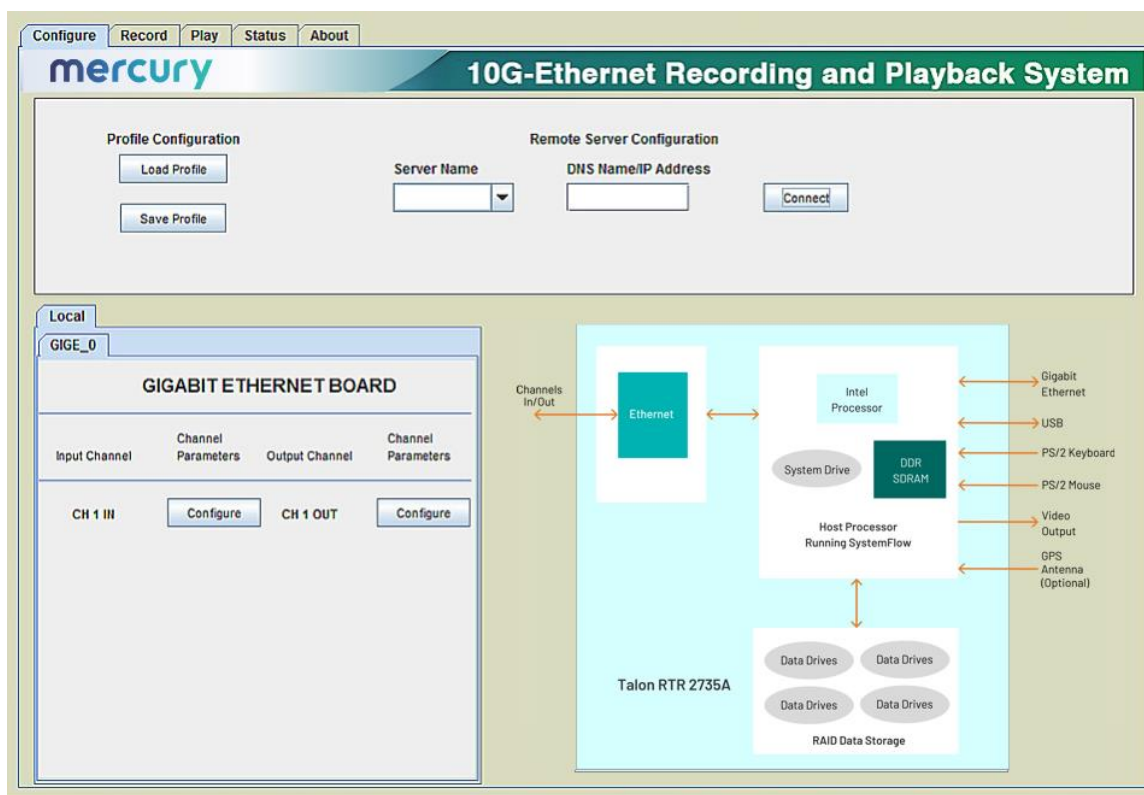 Configure Record Play Status About
mercury
10G-Ethernet Recording and Playback System
Profile Configuration
Load Profile
Save Profile
Remote Server Configuration
Server Name
DNS Name/IP Address
Connect
Local
GIGE_0
GIGABIT ETHERNET BOARD
Input Channel
Channel
Parameters
Output Channel
Channel
Parameters
CH 1 IN
Configure
CH 1 OUT
Configure
Channels
In/Out
Ethernet
Intel
Processor
System Drive
DDR
SDRAM
Host Processor
Running SystemFlow
Gigabit
Ethernet
USB
PS/2 Keyboard
PS/2 Mouse
Video
Output
GPS
Antenna
(Optional)
Talon RTR 2735A
Data Drives
Data Drives
Data Drives
Data Drives
RAID Data Storage